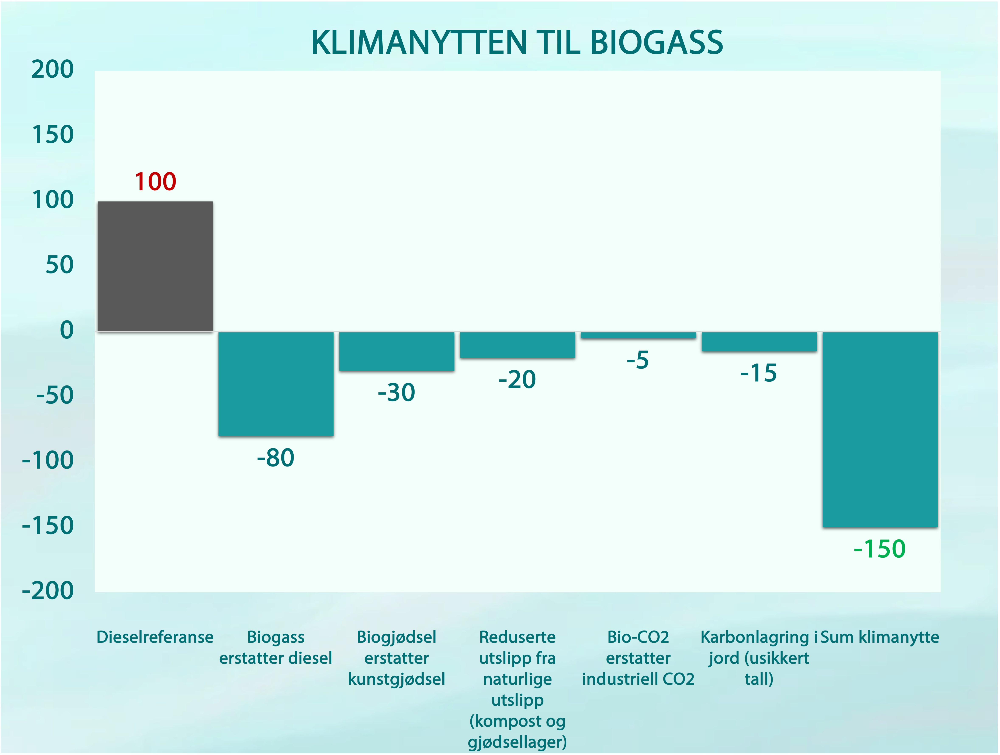 KLIMANYTTEN TIL BIOGASS
200
150
100
50
0
-50
-100
-150
-200
100
-80
-30
-20
-5
-15
-150
Dieselreferanse
Biogass
erstatter diesel
Biogjødsel
erstatter
kunstgjødsel
Reduserte
utslipp fra
naturlige
utslipp
(kompost og
gjødsellager)
Bio-CO2
erstatter
industriell CO2
Karbonlagring i
jord (usikkert
tall)
Sum klimanytte